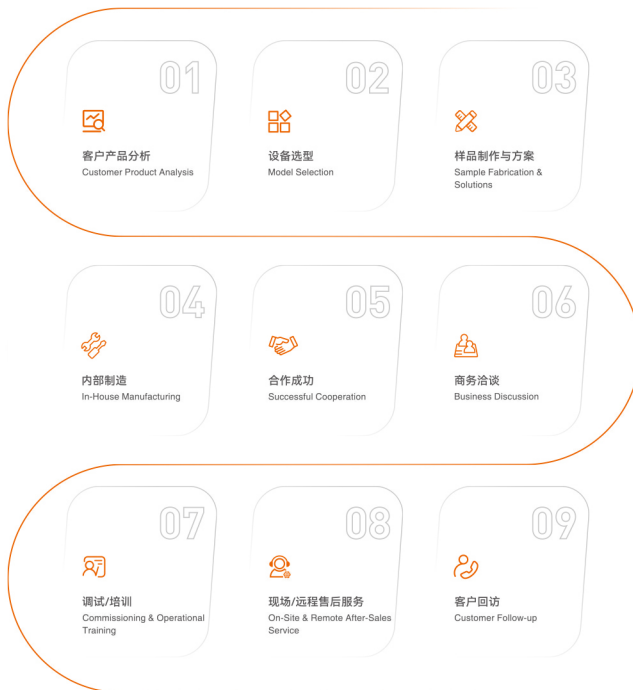 01
客户产品分析
Customer Product Analysis
02
设备选型
Model Selection
03
样品制作与方案
Sample Fabrication &
Solutions
04
内部制造
In-House Manufacturing
05
合作成功
Successful Cooperation
06
商务洽谈
Business Discussion
07
调试/培训
Commissioning & Operational
Training
08
现场/远程售后服务
On-Site & Remote After-Sales
Service
09
客户回访
Customer Follow-up